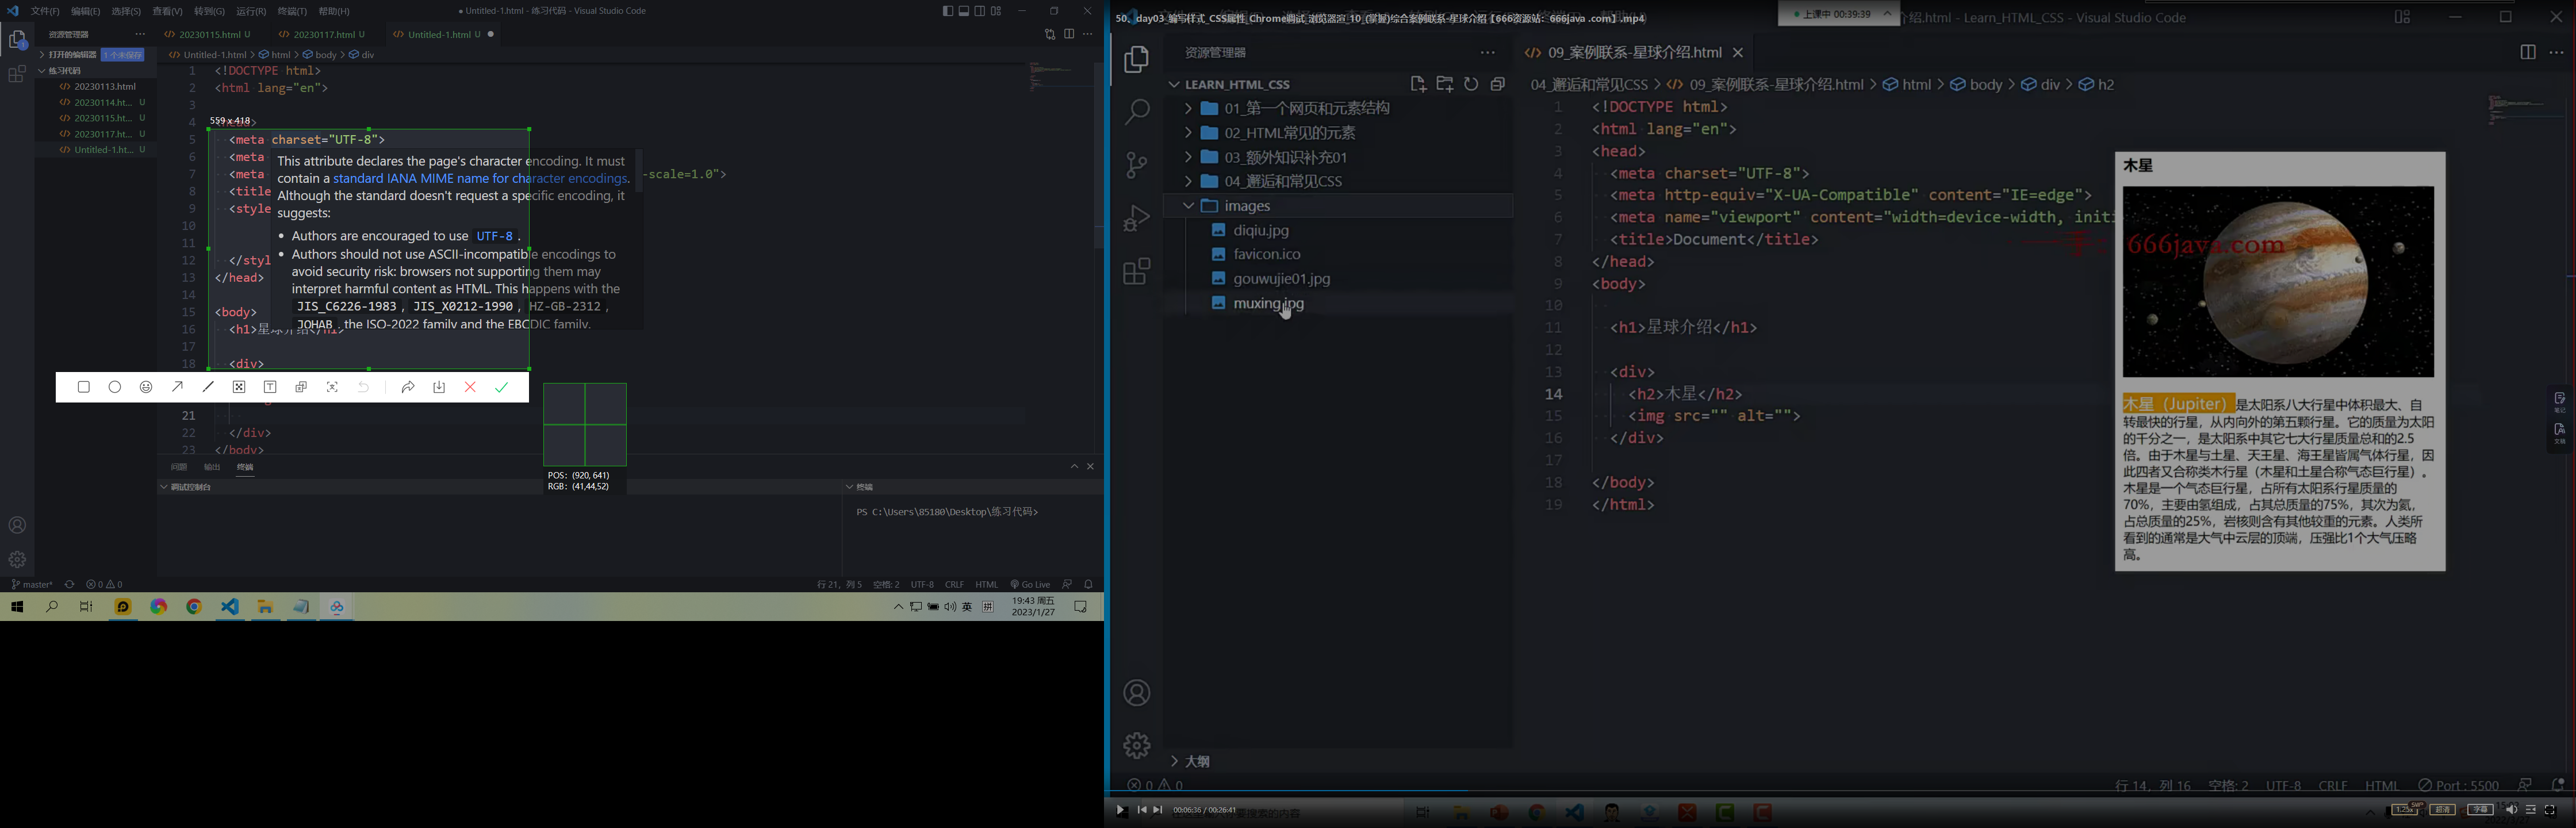 文件(F) 编辑(E) 选择(S) 查看(V) 转到(G) 运行(R) 终端(T) 帮助(H)
● Untitled-1.html - 练习代码 - Visual Studio Code
资源管理器
20230115.html U
20230117.html U
Untitled-1.html U ●
打开的编辑器 1个未保存
Untitled-1.html > html > body > div
练习代码
20230113.html
20230114.ht... U
20230115.ht... U
20230117.ht... U
Untitled-1.ht... U
1 <!DOCTYPE html>
2 <html lang="en">
3
4
559 x 418
5 <meta charset="UTF-8">
6 <meta
7 <meta -scale=1.0">
8 <title
9 <style
10
11
12 </styl
13 </head>
14
15 <body>
16 <h1>星球介绍</h1>
17
18 <div>
This attribute declares the page's character encoding. It must
contain a standard IANA MIME name for character encodings.
Although the standard doesn't request a specific encoding, it
suggests:
• Authors are encouraged to use UTF-8 .
• Authors should not use ASCII-incompatible encodings to
avoid security risk: browsers not supporting them may
interpret harmful content as HTML. This happens with the
JIS_C6226-1983 , JIS_X0212-1990 , HZ-GB-2312 ,
JOHAB , the ISO-2022 family and the EBCDIC family.
21
22 </div>
23 </body>
POS: (920, 641)
RGB: (41,44,52)
问题 输出 终端
调试控制台
终端
PS C:\Users\85180\Desktop\练习代码>
master* 0 0
行 21, 列 5 空格: 2 UTF-8 CRLF HTML Go Live
英 拼
19:43 周五
2023/1/27
50. _day03_编写样式_CSS属性_Chrome调试_浏览器渲_10_(掌握)综合案例联系-星球介绍【666资源站：666java .com】.mp4
上课中 00:39:39
介绍.html - Learn_HTML_CSS - Visual Studio Code
资源管理器
09_案例联系-星球介绍.html
LEARN_HTML_CSS
04_邂逅和常见CSS > 09_案例联系-星球介绍.html > html > body > div > h2
01_第一个网页和元素结构
02_HTML常见的元素
03_额外知识补充01
04_邂逅和常见CSS
images
diqiu.jpg
favicon.ico
gouwujie01.jpg
muxing.jpg
1 <!DOCTYPE html>
2 <html lang="en">
3 <head>
4 <meta charset="UTF-8">
5 <meta http-equiv="X-UA-Compatible" content="IE=edge">
6 <meta name="viewport" content="width=device-width, initi
7 <title>Document</title>
8 </head>
9 <body>
10
11 <h1>星球介绍</h1>
12
13 <div>
14 <h2>木星</h2>
15 <img src="" alt="">
16 </div>
17
18 </body>
19 </html>
木星
666java.com
木星（Jupiter）是太阳系八大行星中体积最大、自
转最快的行星，从内向外的第五颗行星。它的质量为太阳
的千分之一，是太阳系中其它七大行星质量总和的2.5
倍。由于木星与土星、天王星、海王星皆属气体行星，因
此四者又合称类木行星（木星和土星合称气态巨行星）。
木星是一个气态巨行星，占所有太阳系行星质量的
70%，主要由氢组成，占其总质量的75%，其次为氦，
占总质量的25%，岩核则含有其他较重的元素。人类所
看到的通常是大气中云层的顶端，压强比1个大气压略
高。
笔记
文稿
大纲
0 0
行 14, 列 16 空格: 2 UTF-8 CRLF HTML Port : 5500
00:06:36 / 00:26:41
1.25x SVIP 超清 字幕